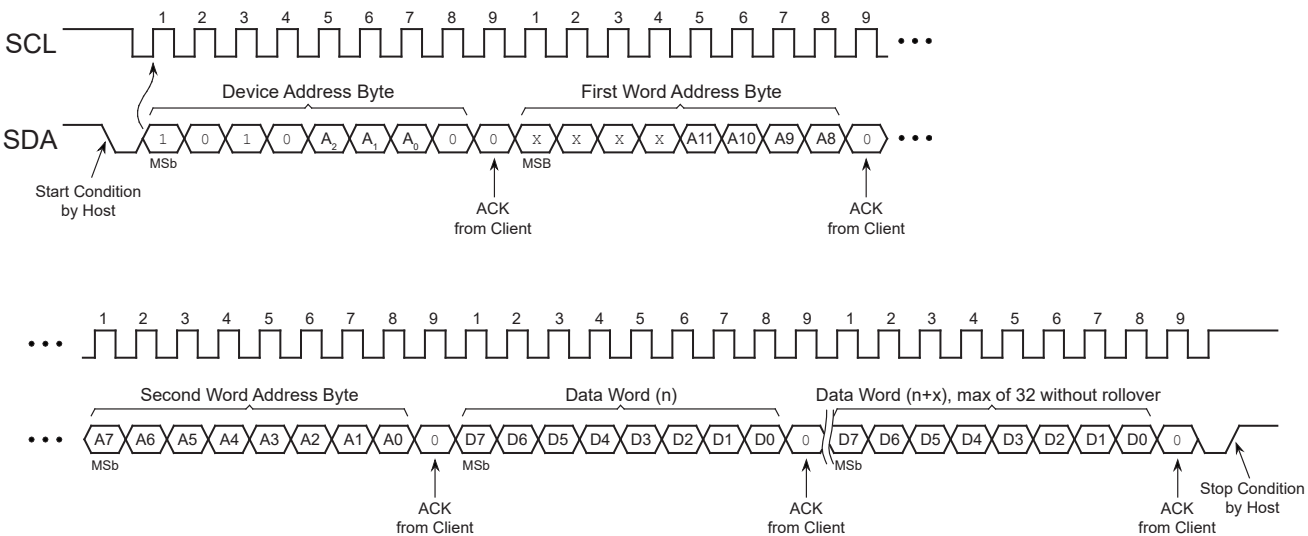 1 2 3 4 5 6 7 8 9 1 2 3 4 5 6 7 8 9
SCL •••
Device Address Byte First Word Address Byte
SDA 1 0 1 0 A2 A1 A0 0 0 X X X X A11 A10 A9 A8 0 •••
MSb MSB
Start Condition
by Host
ACK
from Client
ACK
from Client
1 2 3 4 5 6 7 8 9 1 2 3 4 5 6 7 8 9 1 2 3 4 5 6 7 8 9
•••
Second Word Address Byte Data Word (n) Data Word (n+x), max of 32 without rollover
••• A7 A6 A5 A4 A3 A2 A1 A0 0 D7 D6 D5 D4 D3 D2 D1 D0 0 D7 D6 D5 D4 D3 D2 D1 D0 0
MSb MSb MSb
ACK
from Client
ACK
from Client
ACK
from Client
Stop Condition
by Host